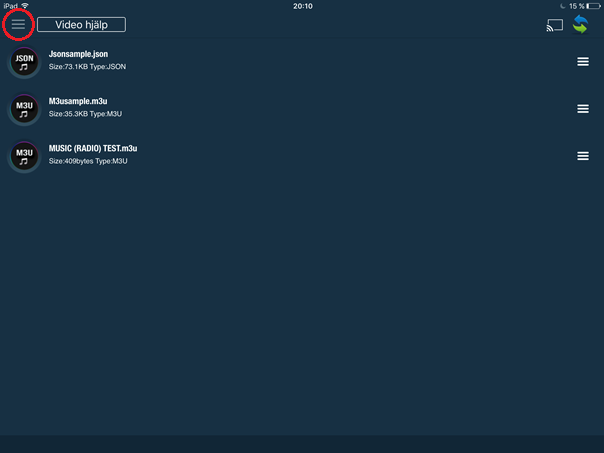 iPad 20:10 15 %
Video hjälp
JSON
Jsonsample.json
Size:73.1KB Type:JSON
M3U
M3usample.m3u
Size:35.3KB Type:M3U
M3U
MUSIC (RADIO) TEST.m3u
Size:409bytes Type:M3U